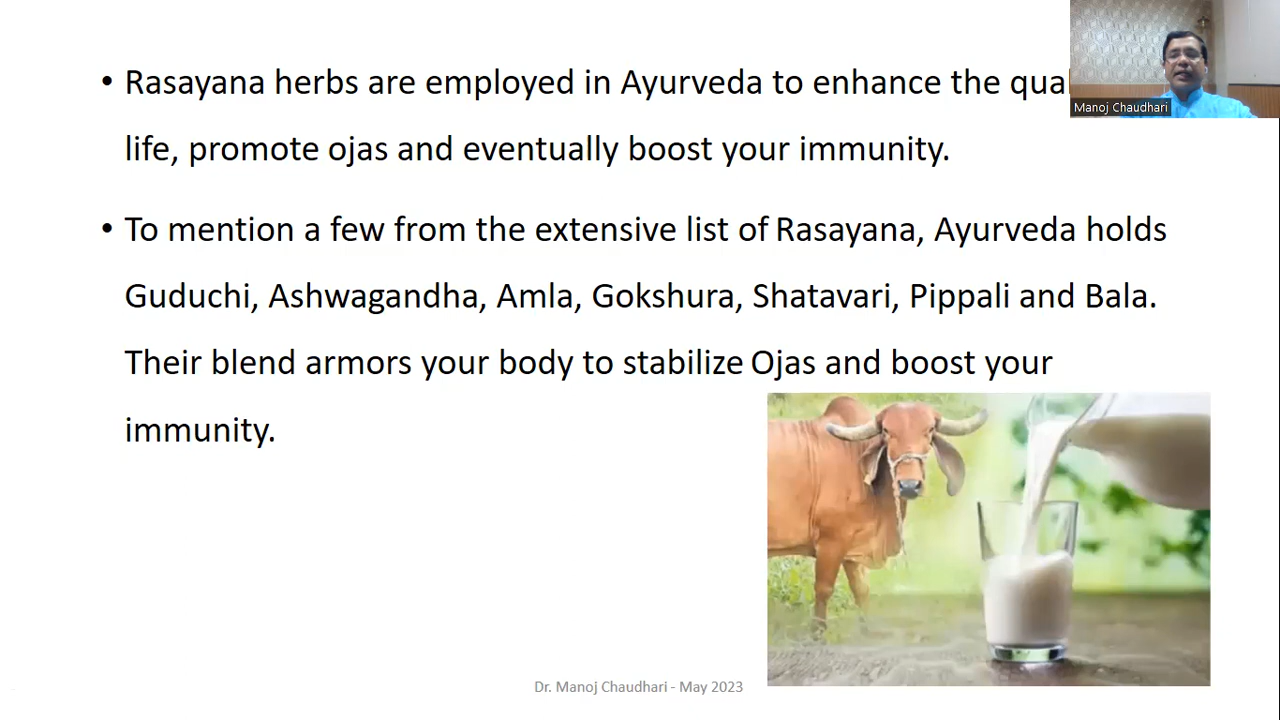 • Rasayana herbs are employed in Ayurveda to enhance the
life, promote ojas and eventually boost your immunity.
• To mention a few from the extensive list of Rasayana, Ayurveda holds
Guduchi, Ashwagandha, Amla, Gokshura, Shatavari, Pippali and Bala.
Their blend armors your body to stabilize Ojas and boost your
immunity.
Manoj Chaudhari
Dr. Manoj Chaudhari - May 2023